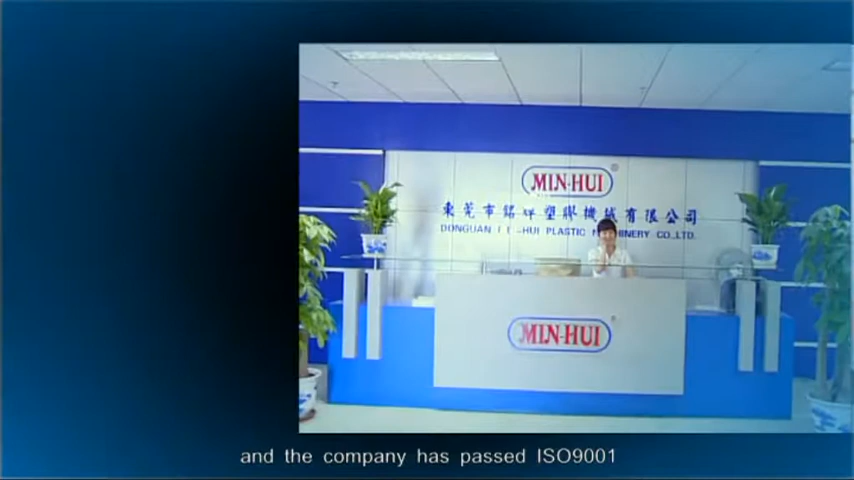 MIN-HUI
®
東莞市銘 塑膠機械有限公司
DONGUAN -HUI PLASTIC CO.,LTD.
MIN-HUI
®
and the company has passed ISO9001